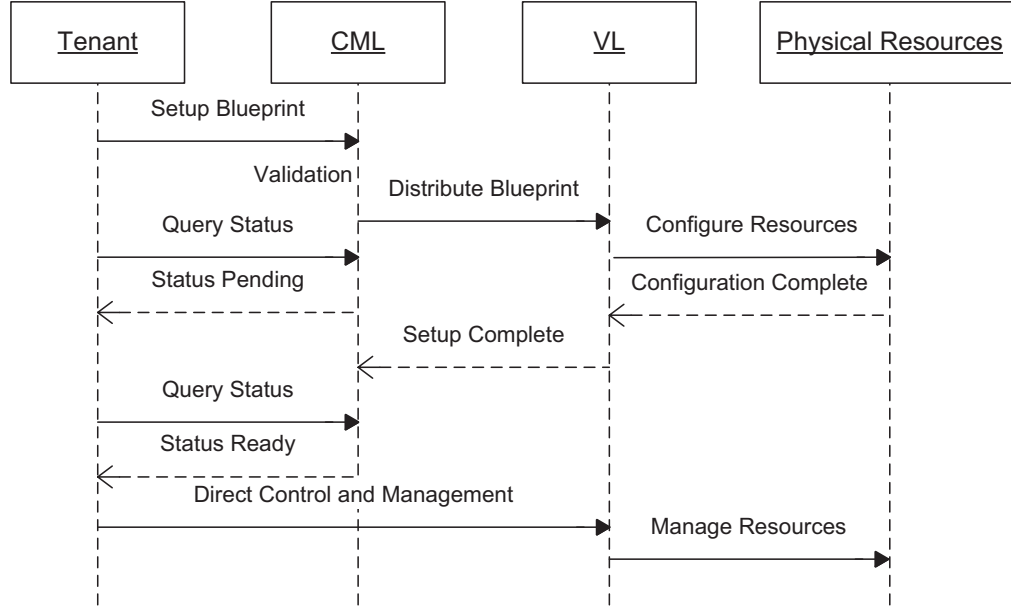 Tenant
CML
VL
Physical Resources
Setup Blueprint
Validation
Distribute Blueprint
Query Status
Configure Resources
Status Pending
Configuration Complete
Setup Complete
Query Status
Status Ready
Direct Control and Management
Manage Resources